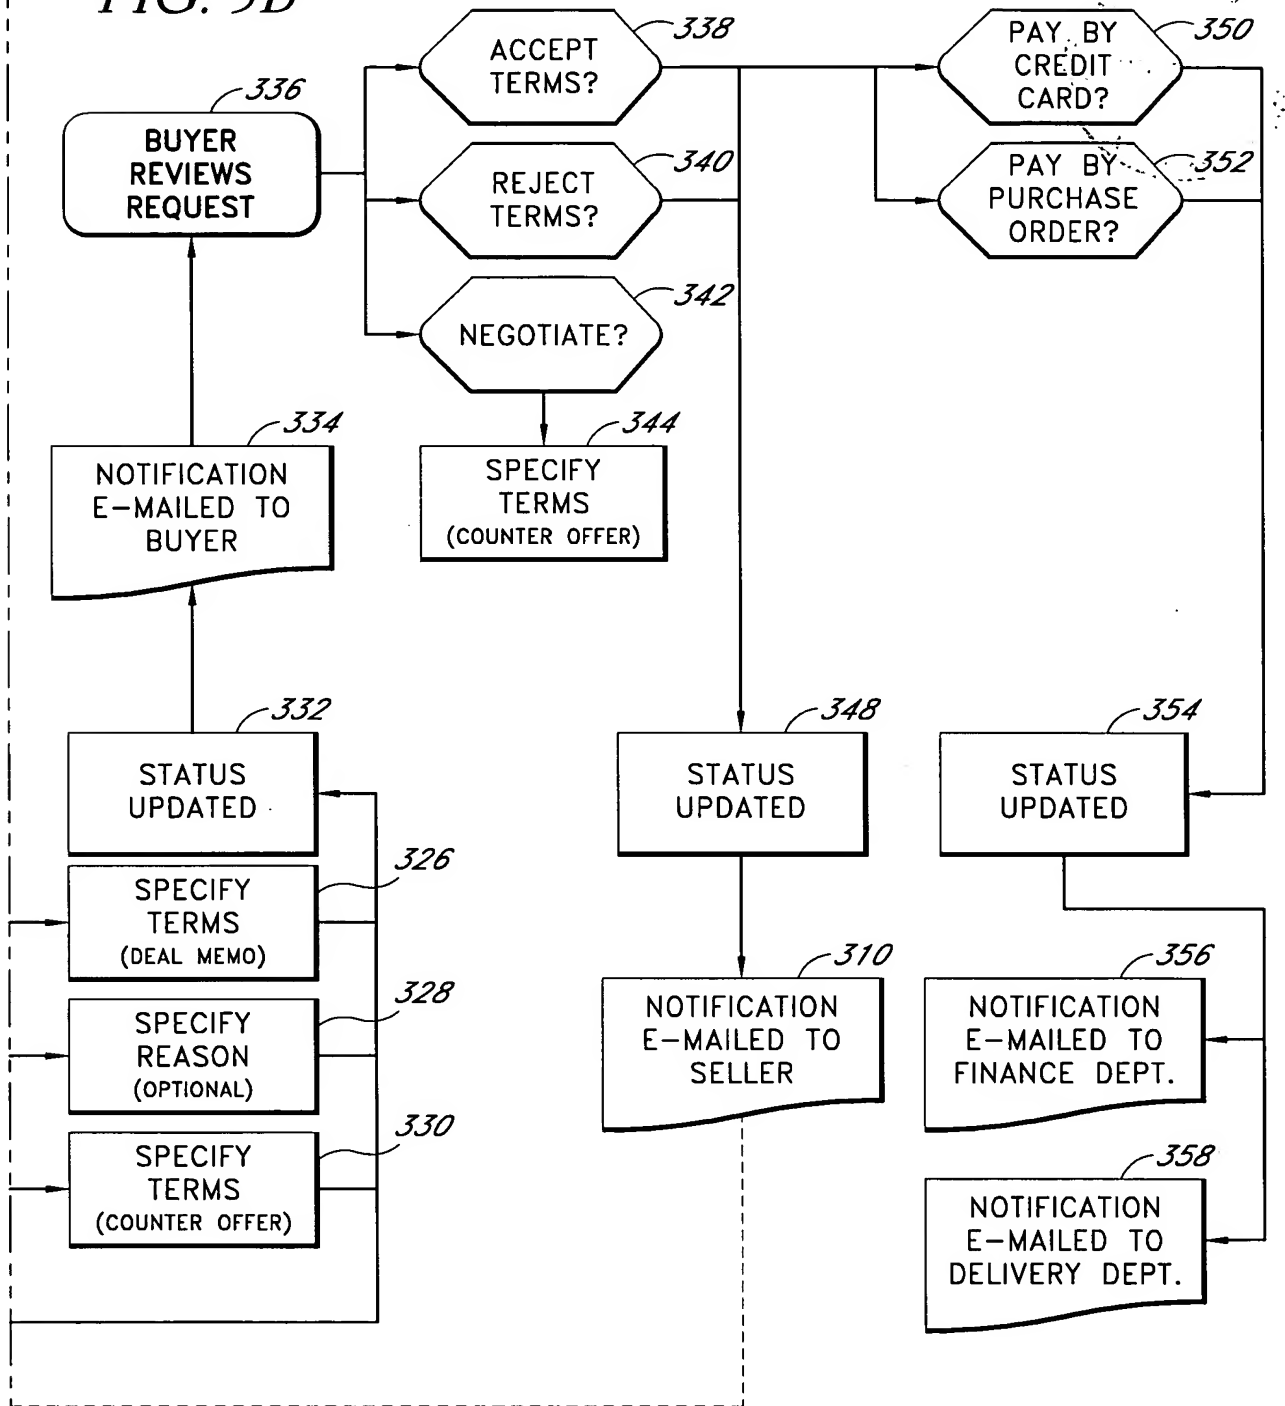 FIG. 3B
336
BUYER
REVIEWS
REQUEST
338
ACCEPT
TERMS?
340
REJECT
TERMS?
342
NEGOTIATE?
344
SPECIFY
TERMS
(COUNTER OFFER)
350
PAY BY
CREDIT
CARD?
352
PAY BY
PURCHASE
ORDER?
334
NOTIFICATION
E-MAILED TO
BUYER
332
STATUS
UPDATED
326
SPECIFY
TERMS
(DEAL MEMO)
328
SPECIFY
REASON
(OPTIONAL)
330
SPECIFY
TERMS
(COUNTER OFFER)
348
STATUS
UPDATED
310
NOTIFICATION
E-MAILED TO
SELLER
354
STATUS
UPDATED
356
NOTIFICATION
E-MAILED TO
FINANCE DEPT.
358
NOTIFICATION
E-MAILED TO
DELIVERY DEPT.